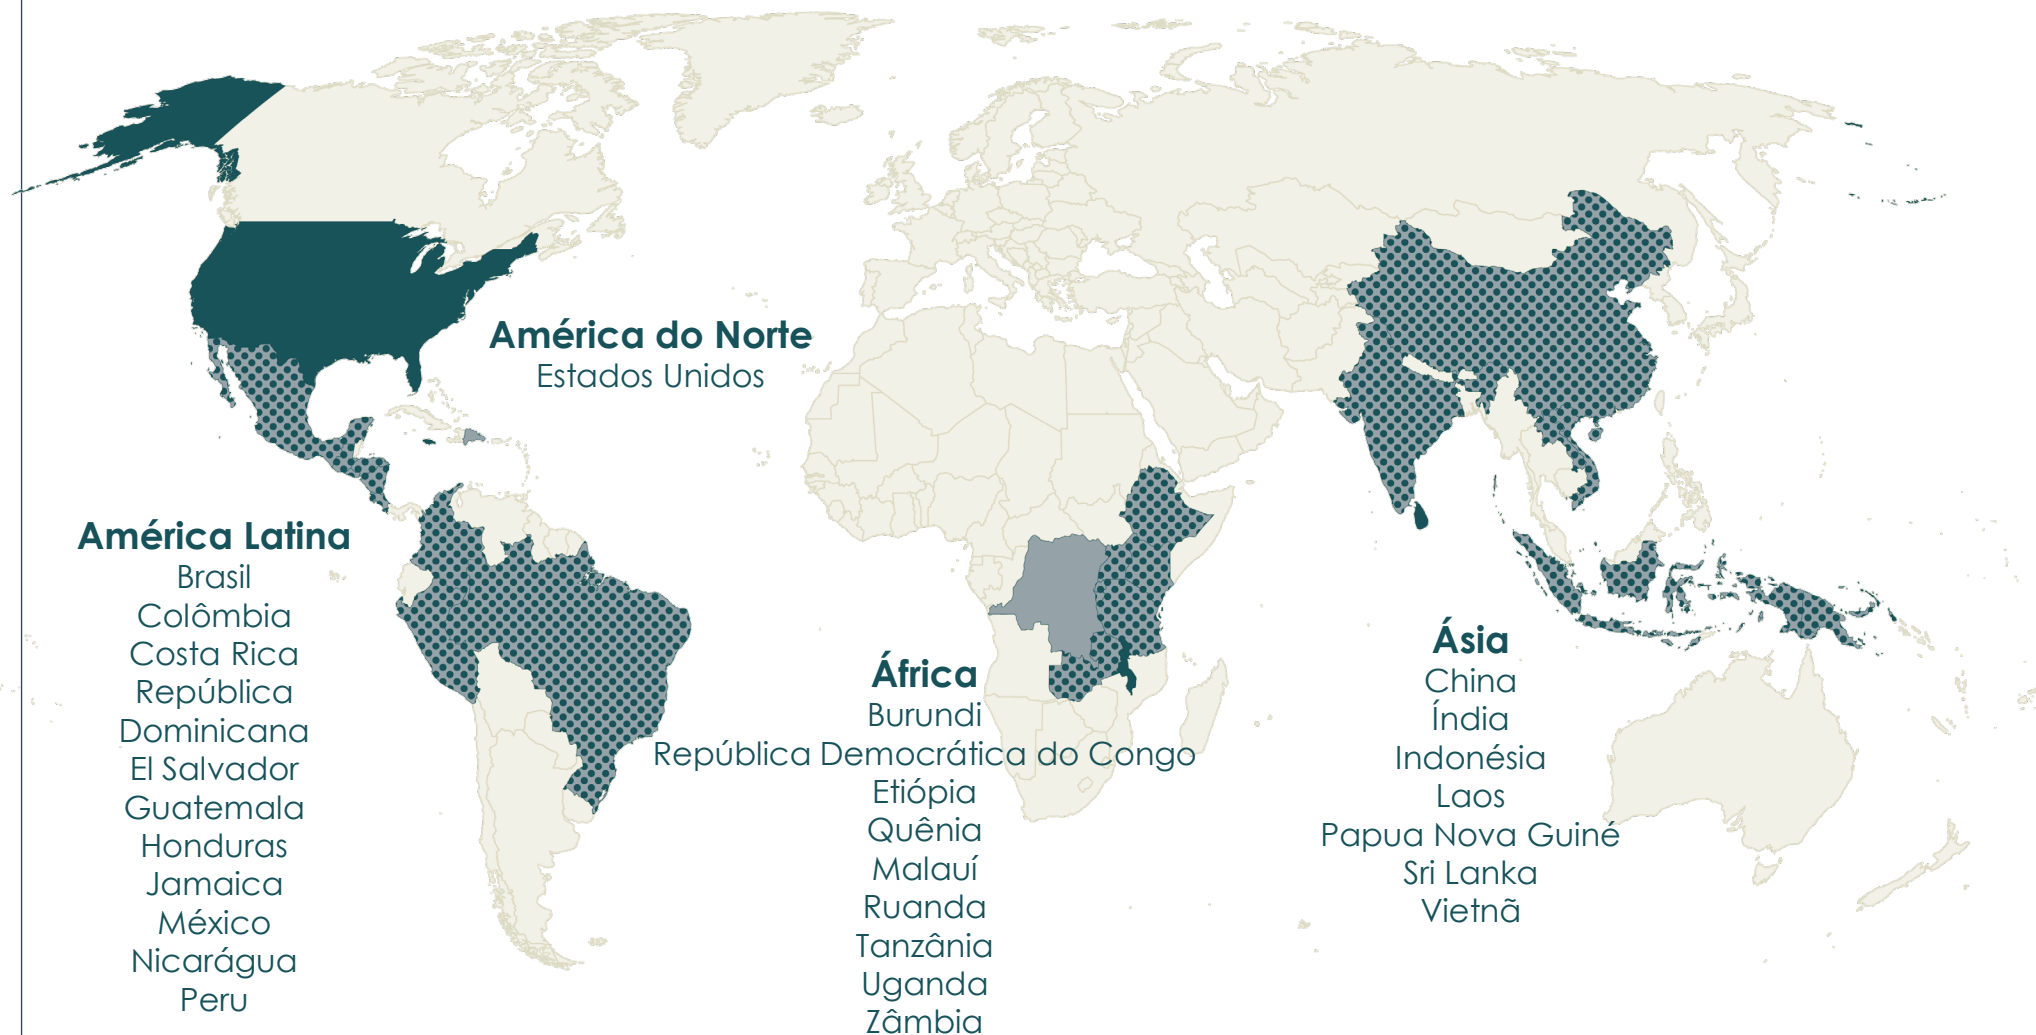 América do Norte
Estados Unidos
América Latina
Brasil
Colômbia
Costa Rica
República
Dominicana
El Salvador
Guatemala
Honduras
Jamaica
México
Nicarágua
Peru
África
Burundi
República Democrática do Congo
Etiópia
Quênia
Malauí
Ruanda
Tanzânia
Uganda
Zâmbia
Ásia
China
Índia
Indonésia
Laos
Papua Nova Guiné
Sri Lanka
Vietnã